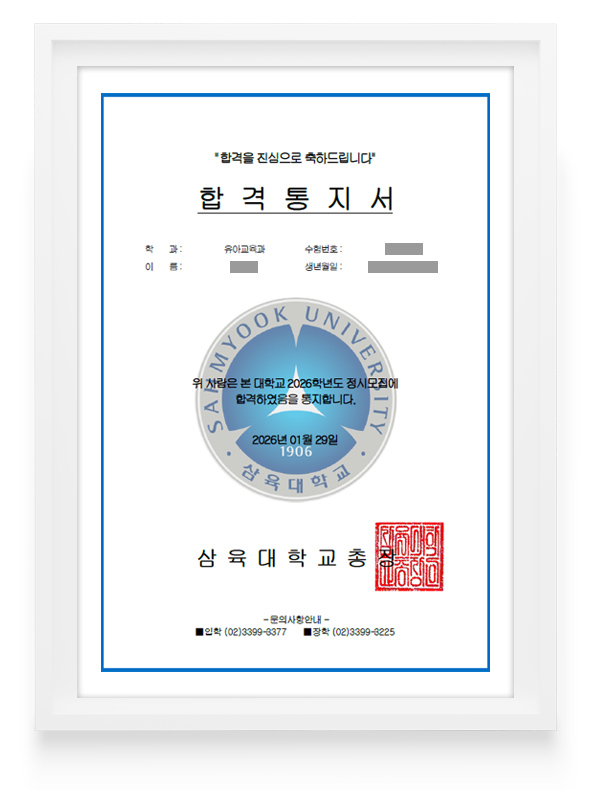 "합격을 진심으로 축하드립니다"
합 격 통 지 서
학 과 : 유아교육과 수험번호 :
이 름 : 생년월일 :
SAHMYOOK UNIVERSITY
위 사람은 본 대학교 2026학년도 정시모집에
합격하였음을 통지합니다.
2026년 01월 29일
1906
삼육대학교
삼 육 대 학 교 총 장
-문의사항안내-
■입학 (02)3399-3377 ■장학 (02)3399-3225